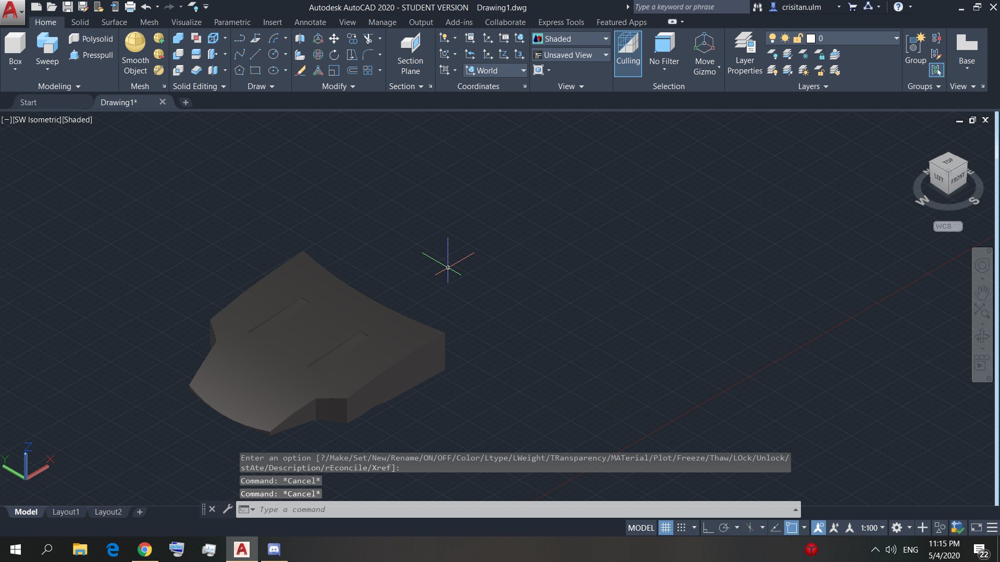 Autodesk AutoCAD 2020 - STUDENT VERSION    Drawing1.dwg
Type a keyword or phrase
crisitan.ulm
Home Solid Surface Mesh Visualize Parametric Insert Annotate View Manage Output Add-ins Collaborate Express Tools Featured Apps
Box
Sweep
Polysolid
Presspull
Modeling
Smooth
Object
Mesh
Solid Editing
Draw
Modify
Section
Plane
Section
World
Coordinates
Shaded
Unsaved View
View
Culling
No Filter
Move
Gizmo
Selection
Layer
Properties
0
Layers
Group
Groups
Base
View
Start
Drawing1*
[−][SW Isometric][Shaded]
TOP
LEFT
FRONT
N
E
W
S
WCS
Z
Y
X
Enter an option [?/Make/Set/New/Rename/ON/OFF/Color/Ltype/LWeight/TRansparency/MATerial/Plot/Freeze/Thaw/LOck/Unlock/
stAte/Description/rEconcile/Xref]:
Command: *Cancel*
Command: *Cancel*
Type a command
Model Layout1 Layout2
MODEL
1:100
ENG
11:15 PM
5/4/2020
22